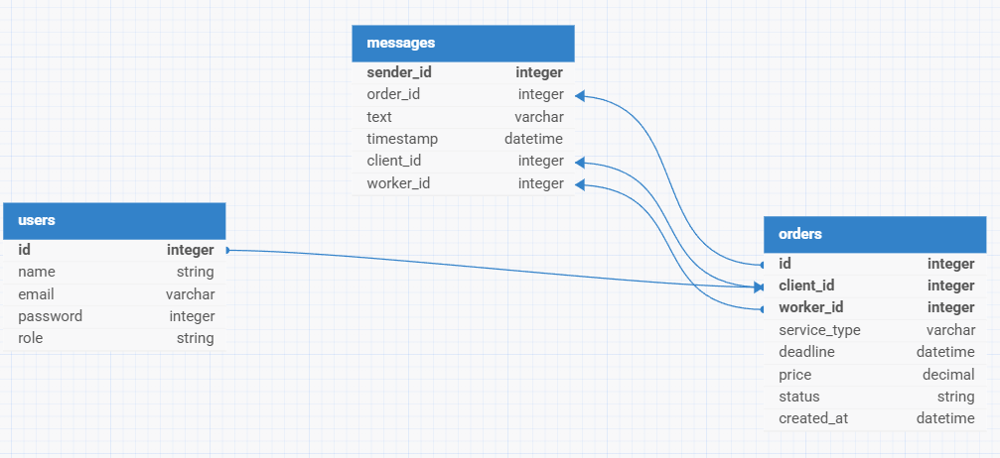 messages
sender_id integer
order_id integer
text varchar
timestamp datetime
client_id integer
worker_id integer
users
id integer
name string
email varchar
password integer
role string
orders
id integer
client_id integer
worker_id integer
service_type varchar
deadline datetime
price decimal
status string
created_at datetime